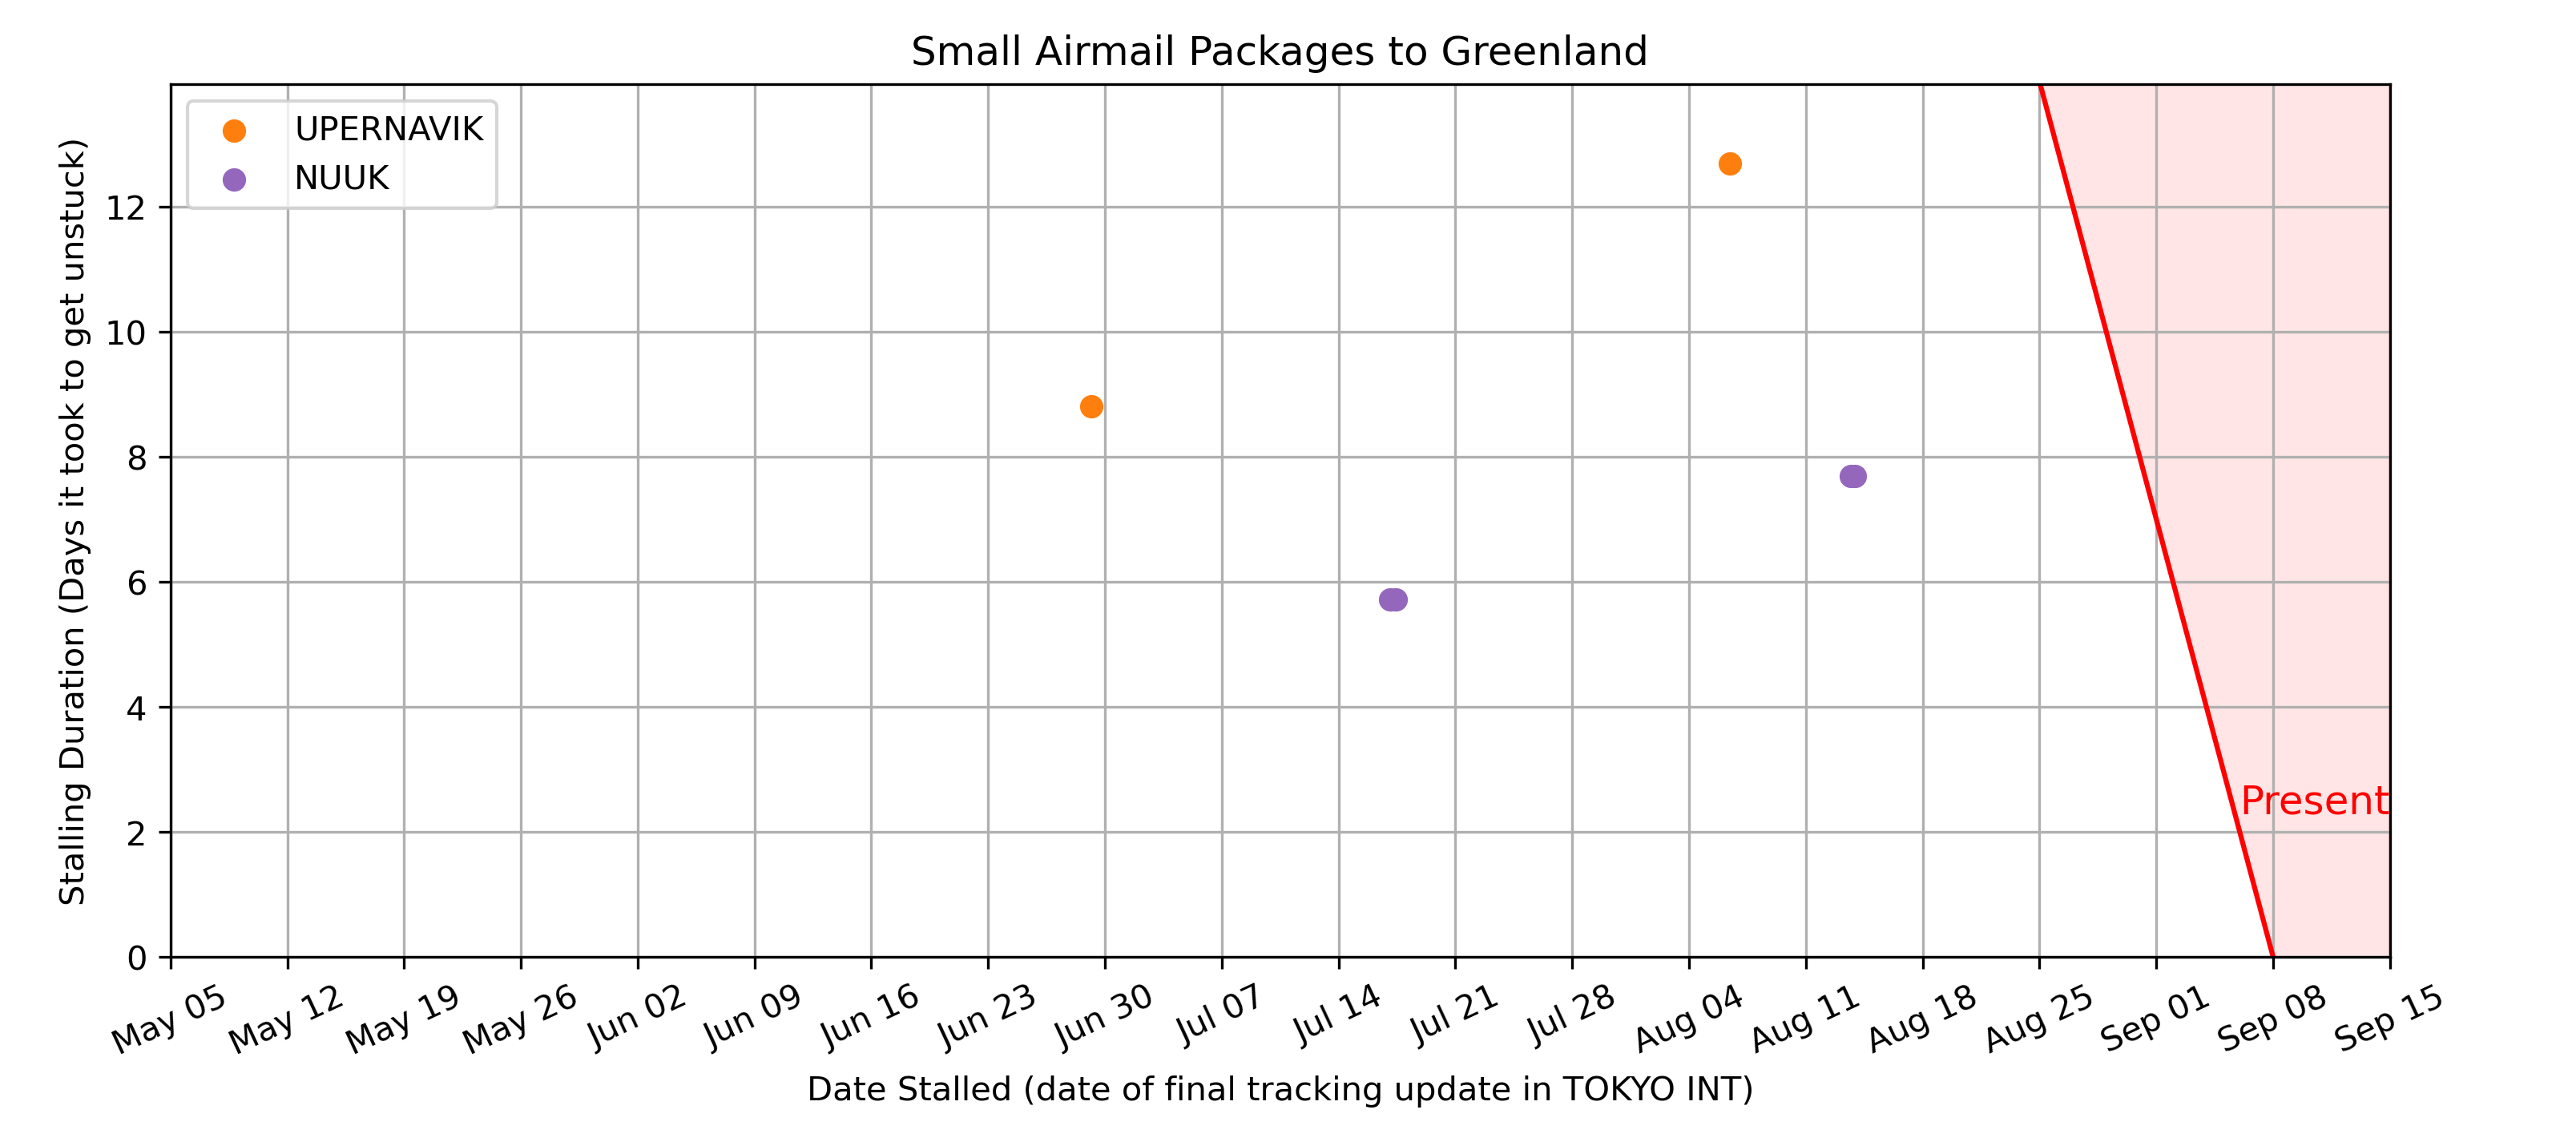 Small Airmail Packages to Greenland
UPERNAVIK
NUUK
Stalling Duration (Days it took to get unstuck)
12
10
8
6
4
2
0
Present
May 05
May 12
May 19
May 26
Jun 02
Jun 09
Jun 16
Jun 23
Jun 30
Jul 07
Jul 14
Jul 21
Jul 28
Aug 04
Aug 11
Aug 18
Aug 25
Sep 01
Sep 08
Sep 15
Date Stalled (date of final tracking update in TOKYO INT)